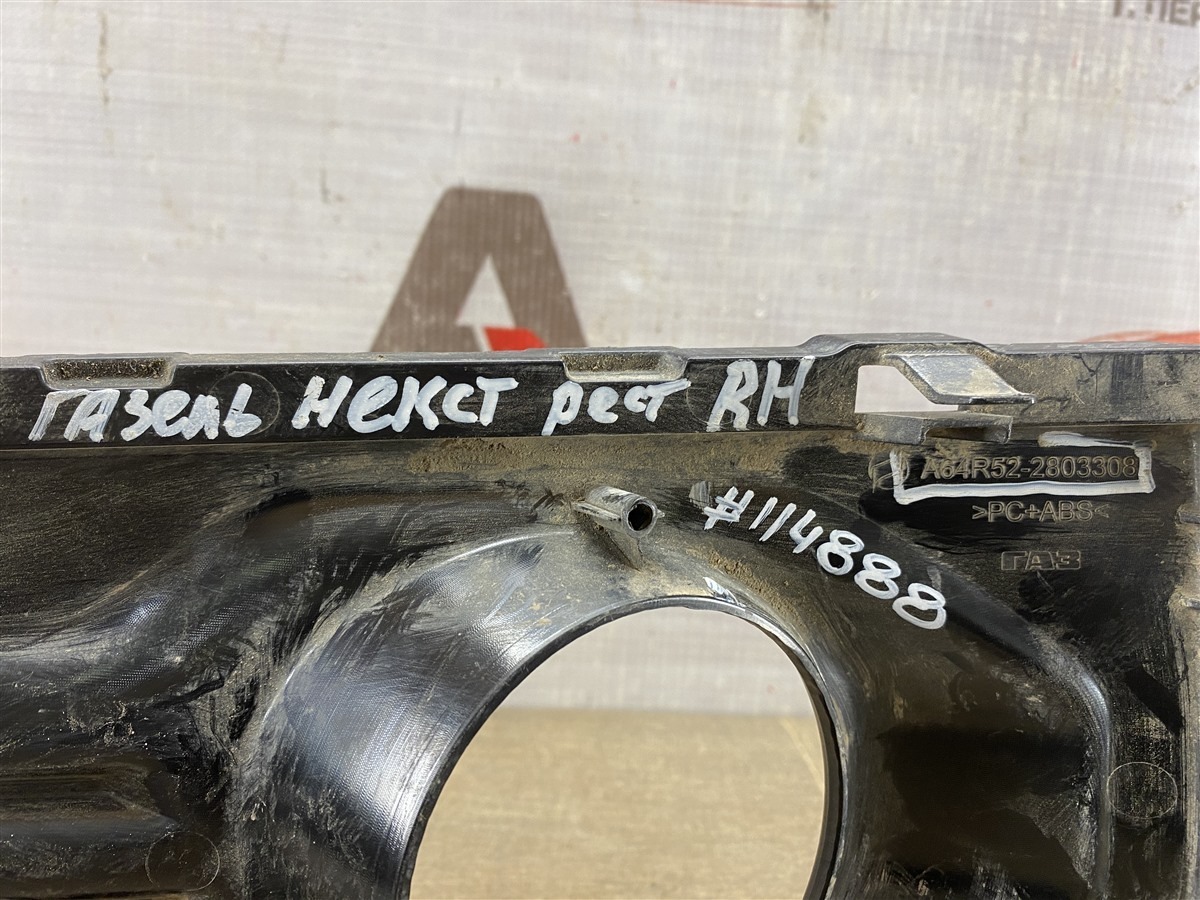 газель Некст рест RH
A64R52-2803308
>PC+ABS<
ГАЗ
#114888